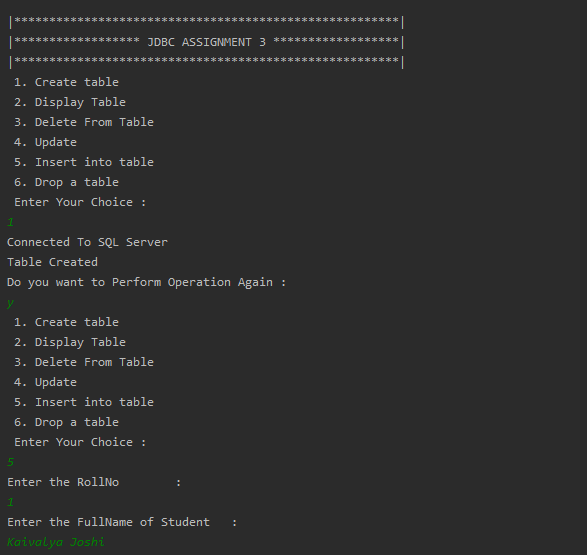 |*******************************************************|
|****************** JDBC ASSIGNMENT 3 ******************|
|*******************************************************|
1. Create table
2. Display Table
3. Delete From Table
4. Update
5. Insert into table
6. Drop a table
Enter Your Choice :
1
Connected To SQL Server
Table Created
Do you want to Perform Operation Again :
y
1. Create table
2. Display Table
3. Delete From Table
4. Update
5. Insert into table
6. Drop a table
Enter Your Choice :
5
Enter the RollNo        :
1
Enter the FullName of Student   :
Kaivalya Joshi